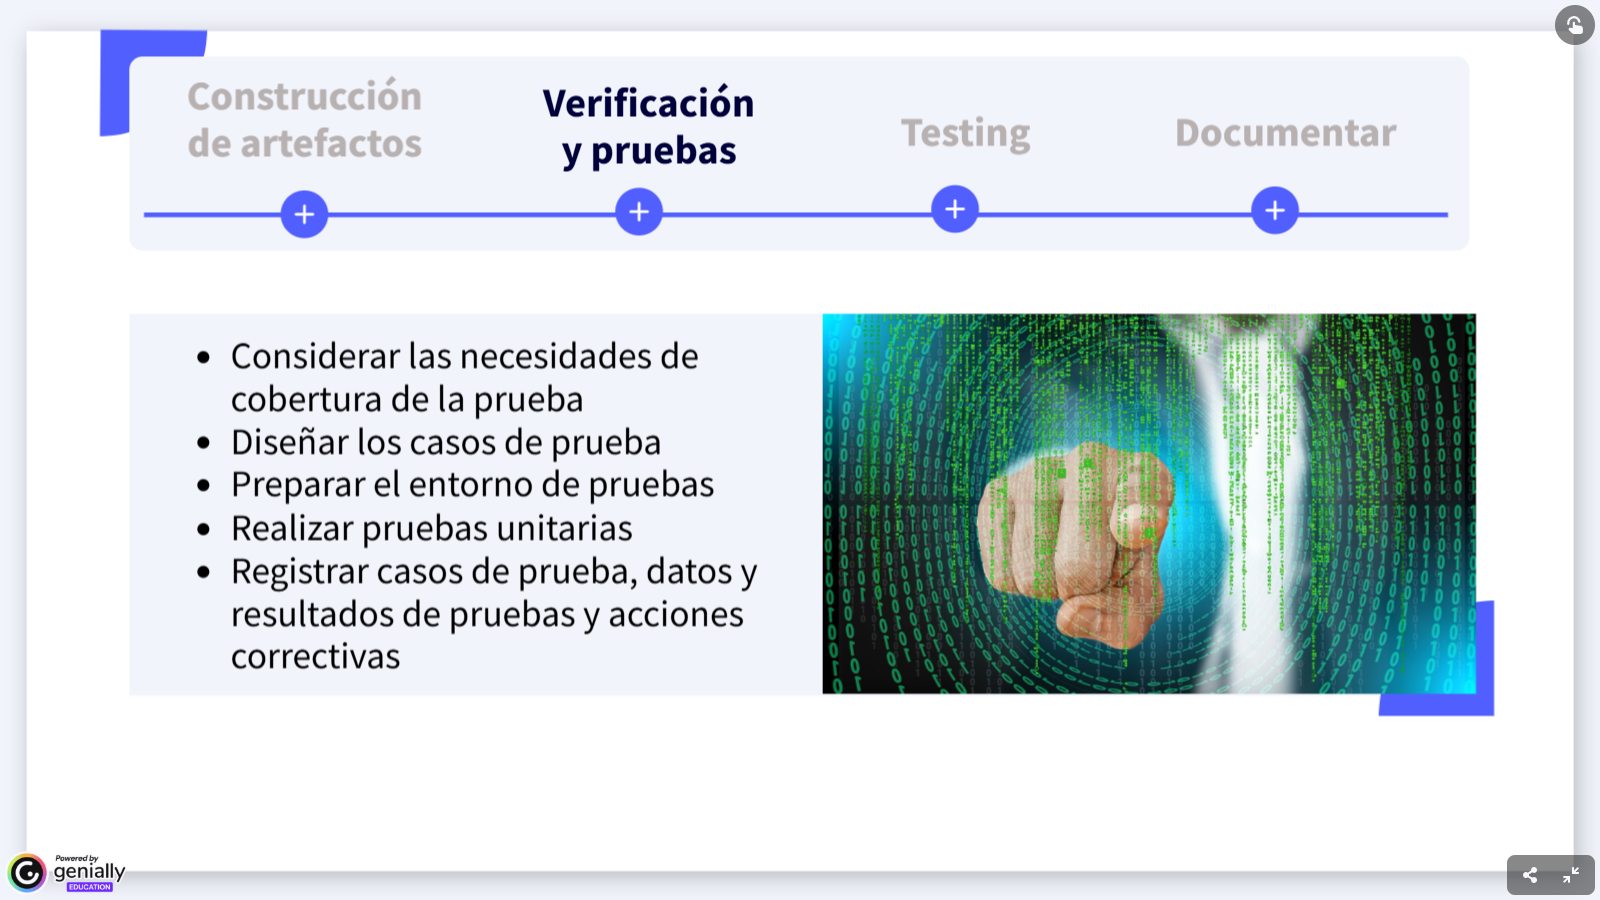 Construcción
de artefactos
Verificación
y pruebas
Testing
Documentar
• Considerar las necesidades de
cobertura de la prueba
• Diseñar los casos de prueba
• Preparar el entorno de pruebas
• Realizar pruebas unitarias
• Registrar casos de prueba, datos y
resultados de pruebas y acciones
correctivas
Powered by
genially
EDUCATION